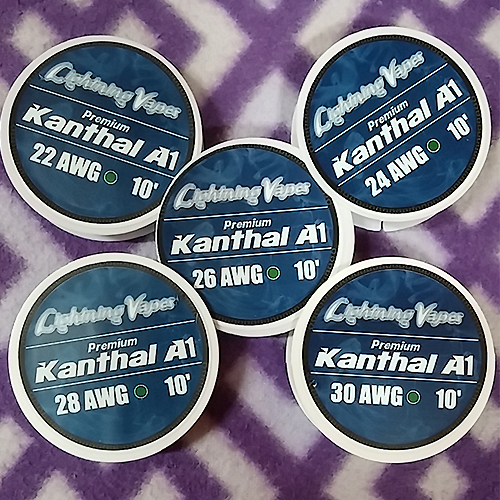 Lightning Vapes
Premium
Kanthal A1
22 AWG 10'
Lightning Vapes
Premium
Kanthal A1
24 AWG 10'
Lightning Vapes
Premium
Kanthal A1
26 AWG 10'
Lightning Vapes
Premium
Kanthal A1
28 AWG 10'
Lightning Vapes
Premium
Kanthal A1
30 AWG 10'